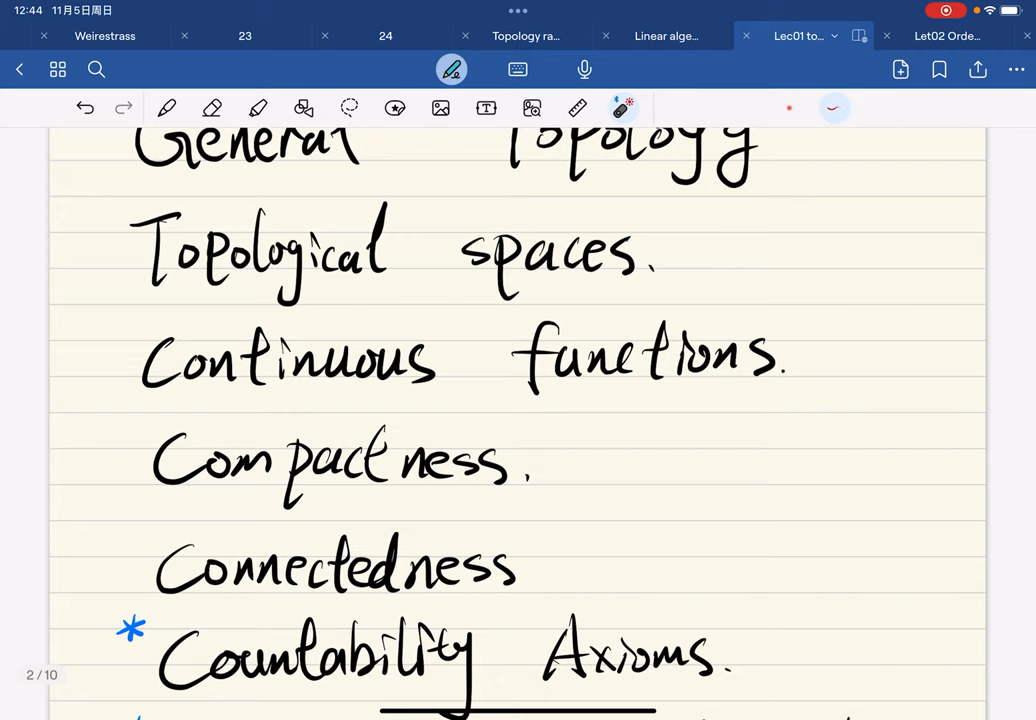 12:44 11月5日周日
Weirestrass 23 24 Topology ra... Linear alge... Lec01 to... Let02 Orde...
General Topology
Topological spaces.
Continuous functions.
Compactness.
Connectedness
* Countability Axioms.
2 / 10